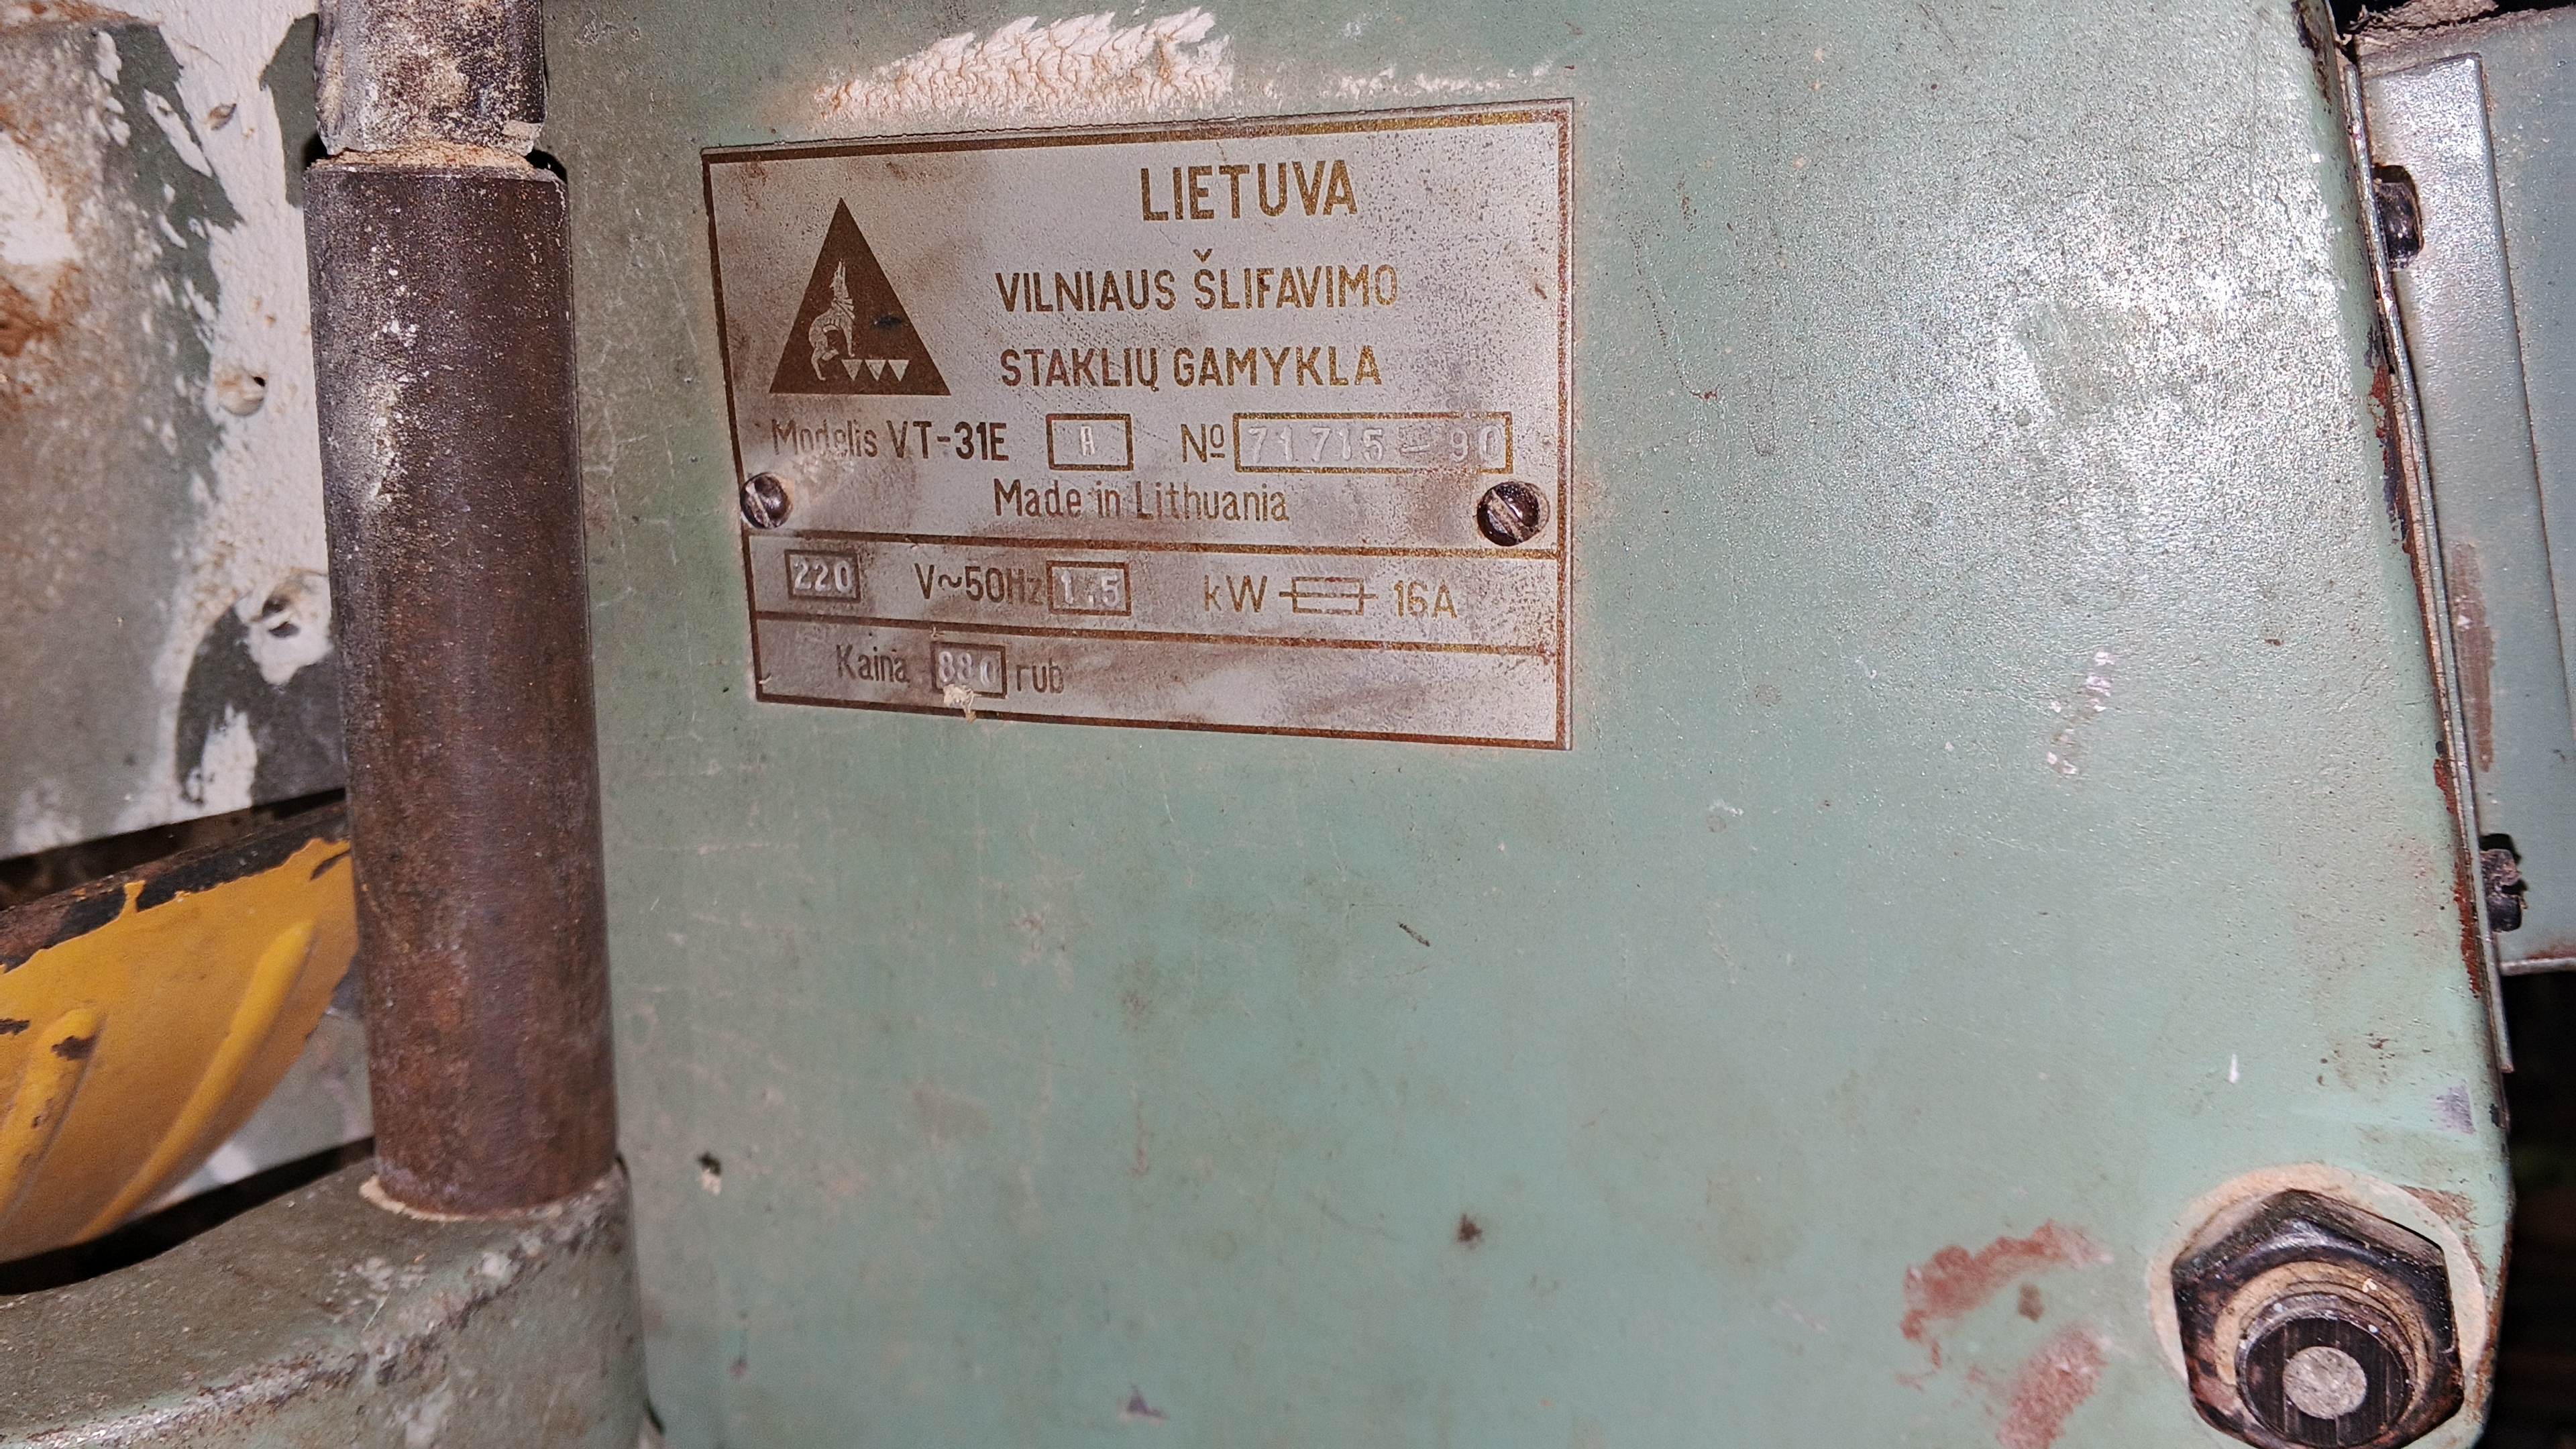 LIETUVA
VILNIAUS ŠLIFAVIMO
STAKLIŲ GAMYKLA
Modelis VT-31E A № 71715-90
Made in Lithuania
220 V~50Hz 1.5 kW 16A
Kaina 880 rub